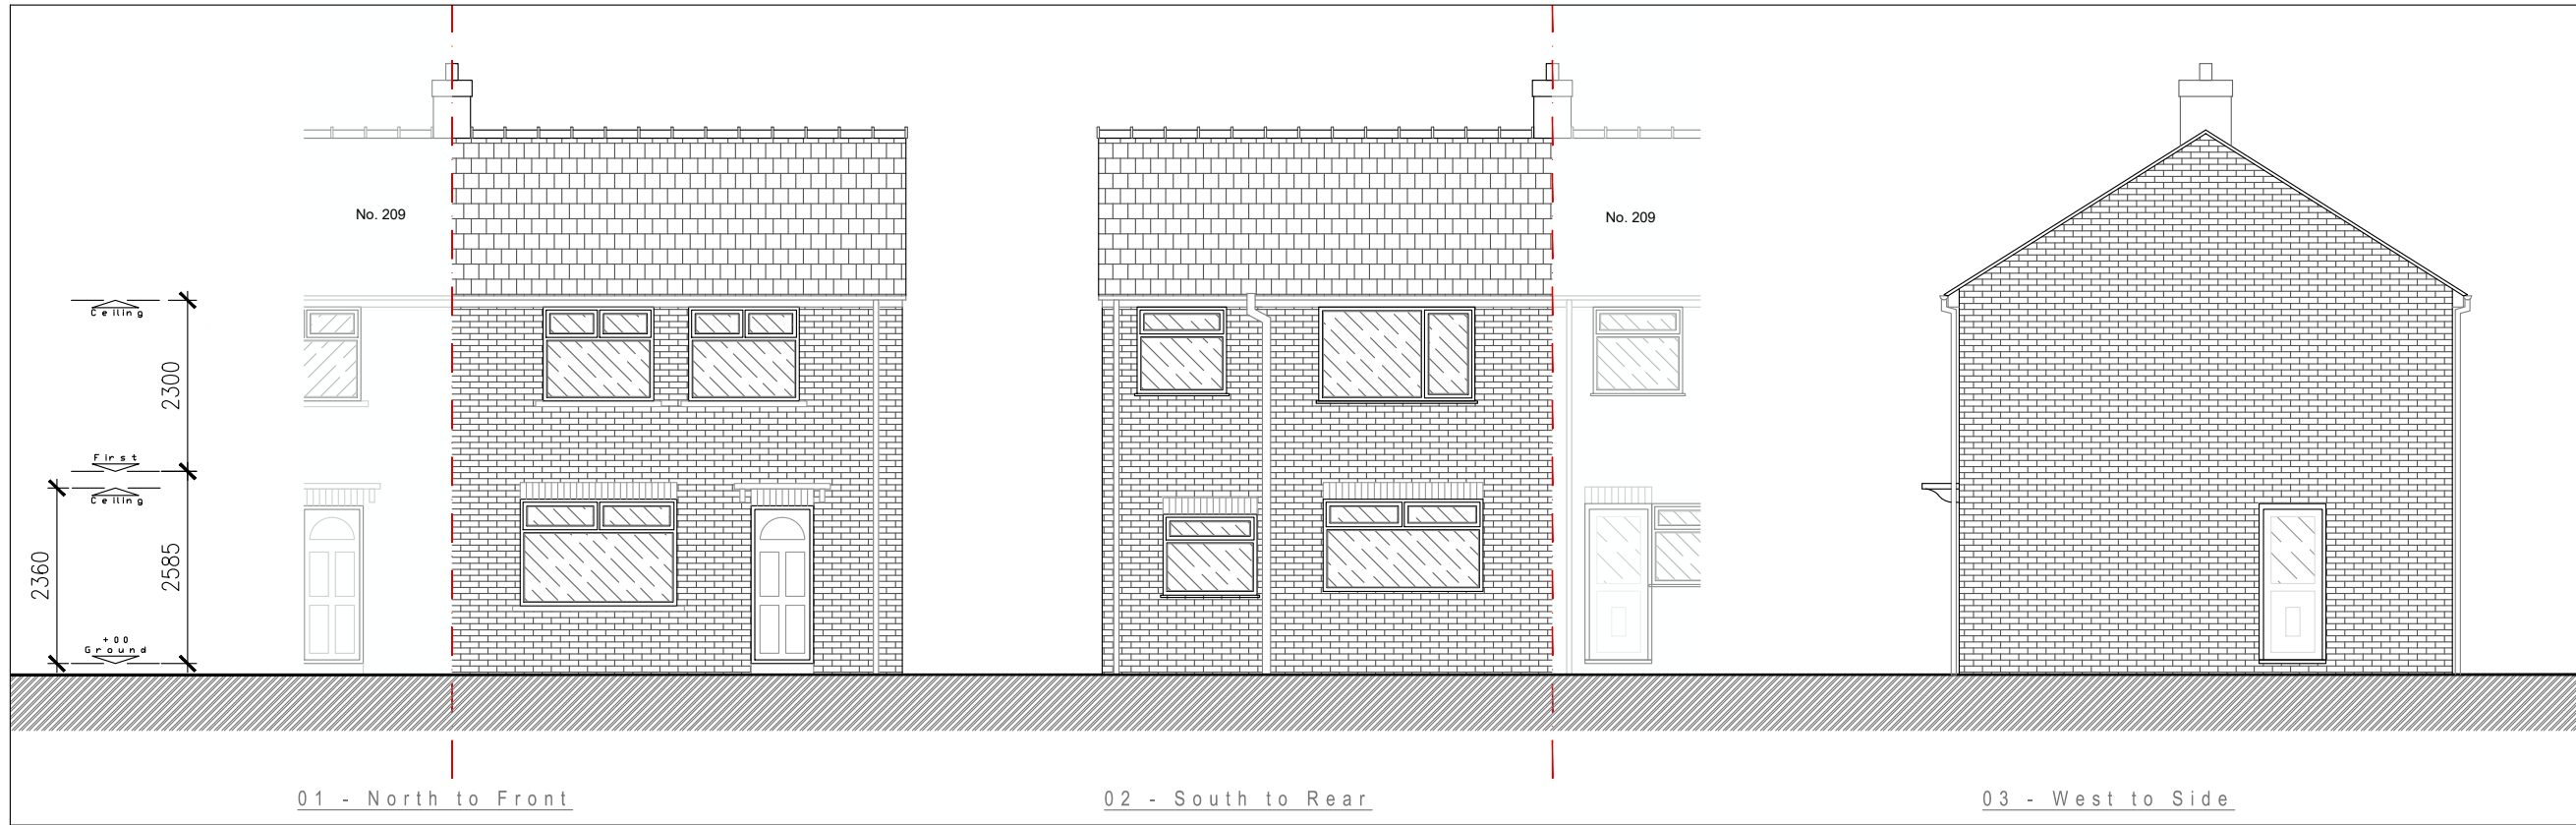 No. 209
No. 209
Ceiling
2300
First
Ceiling
2360
2585
+00
Ground
01 - North to Front
02 - South to Rear
03 - West to Side